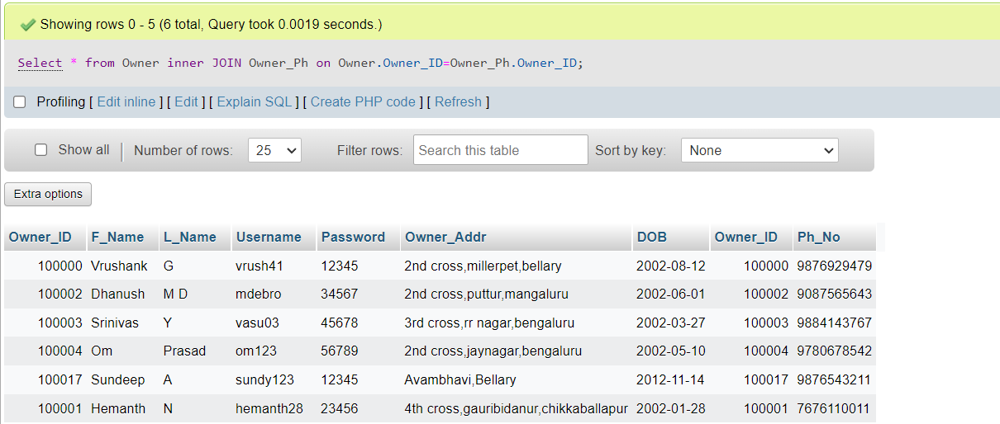 Showing rows 0 - 5 (6 total, Query took 0.0019 seconds.)
Select * from Owner inner JOIN Owner_Ph on Owner.Owner_ID=Owner_Ph.Owner_ID;
Profiling [ Edit inline ] [ Edit ] [ Explain SQL ] [ Create PHP code ] [ Refresh ]
Show all | Number of rows: 25 Filter rows: Search this table Sort by key: None
Extra options
Owner_ID F_Name L_Name Username Password Owner_Addr DOB Owner_ID Ph_No
100000 Vrushank G vrush41 12345 2nd cross,millerpet,bellary 2002-08-12 100000 9876929479
100002 Dhanush M D mdebro 34567 2nd cross,puttur,mangaluru 2002-06-01 100002 9087565643
100003 Srinivas Y vasu03 45678 3rd cross,rr nagar,bengaluru 2002-03-27 100003 9884143767
100004 Om Prasad om123 56789 2nd cross,jaynagar,bengaluru 2002-05-10 100004 9780678542
100017 Sundeep A sundy123 12345 Avambhavi,Bellary 2012-11-14 100017 9876543211
100001 Hemanth N hemanth28 23456 4th cross,gauribidanur,chikkaballapur 2002-01-28 100001 7676110011